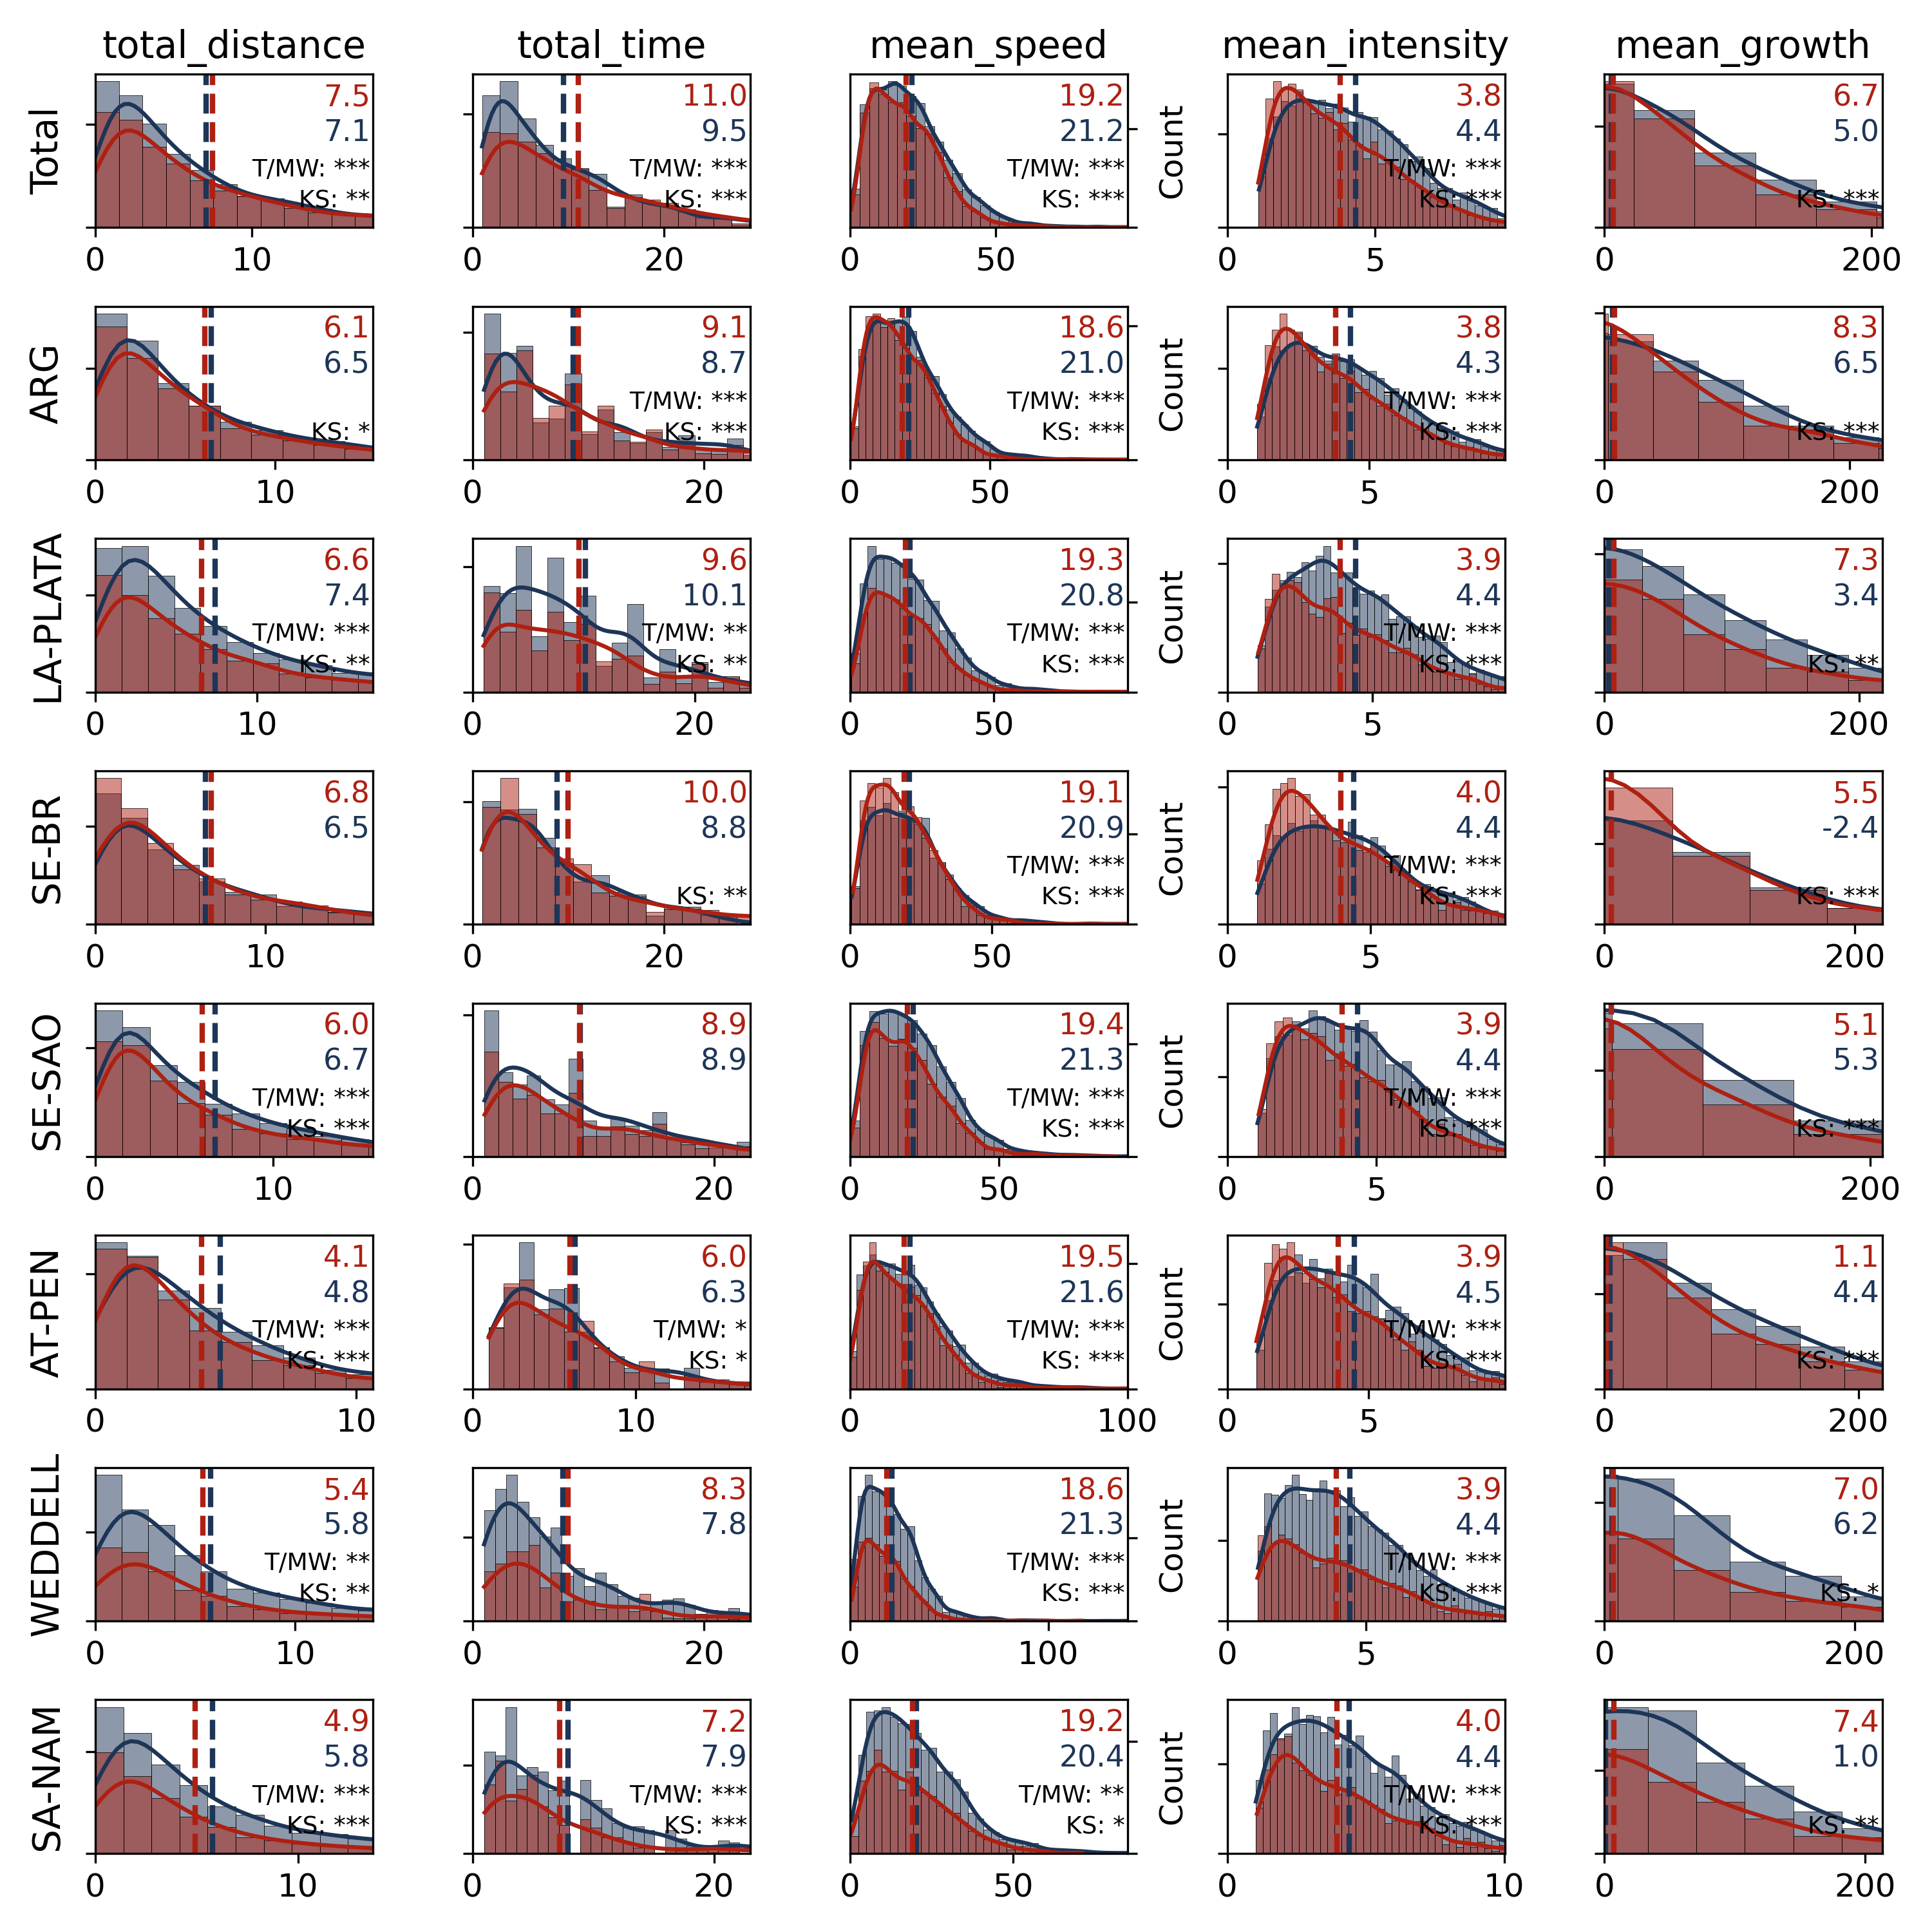 total_distance total_time mean_speed mean_intensity mean_growth
Total
7.5
7.1
T/MW: ***
KS: **
0 10
11.0
9.5
T/MW: ***
KS: ***
0 20
19.2
21.2
T/MW: ***
KS: ***
0 50
Count
3.8
4.4
T/MW: ***
KS: ***
0 5
6.7
5.0
KS: ***
0 200
ARG
6.1
6.5
KS: *
0 10
9.1
8.7
T/MW: ***
KS: ***
0 20
18.6
21.0
T/MW: ***
KS: ***
0 50
Count
3.8
4.3
T/MW: ***
KS: ***
0 5
8.3
6.5
KS: ***
0 200
LA-PLATA
6.6
7.4
T/MW: ***
KS: **
0 10
9.6
10.1
T/MW: **
KS: **
0 20
19.3
20.8
T/MW: ***
KS: ***
0 50
Count
3.9
4.4
T/MW: ***
KS: ***
0 5
7.3
3.4
KS: **
0 200
SE-BR
6.8
6.5
0 10
10.0
8.8
KS: **
0 20
19.1
20.9
T/MW: ***
KS: ***
0 50
Count
4.0
4.4
T/MW: ***
KS: ***
0 5
5.5
-2.4
KS: ***
0 200
SE-SAO
6.0
6.7
T/MW: ***
KS: ***
0 10
8.9
8.9
0 20
19.4
21.3
T/MW: ***
KS: ***
0 50
Count
3.9
4.4
T/MW: ***
KS: ***
0 5
5.1
5.3
KS: ***
0 200
AT-PEN
4.1
4.8
T/MW: ***
KS: ***
0 10
6.0
6.3
T/MW: *
KS: *
0 10
19.5
21.6
T/MW: ***
KS: ***
0 100
Count
3.9
4.5
T/MW: ***
KS: ***
0 5
1.1
4.4
KS: ***
0 200
WEDDELL
5.4
5.8
T/MW: **
KS: **
0 10
8.3
7.8
0 20
18.6
21.3
T/MW: ***
KS: ***
0 100
Count
3.9
4.4
T/MW: ***
KS: ***
0 5
7.0
6.2
KS: *
0 200
SA-NAM
4.9
5.8
T/MW: ***
KS: ***
0 10
7.2
7.9
T/MW: ***
KS: ***
0 20
19.2
20.4
T/MW: **
KS: *
0 50
Count
4.0
4.4
T/MW: ***
KS: ***
0 5 10
7.4
1.0
KS: **
0 200